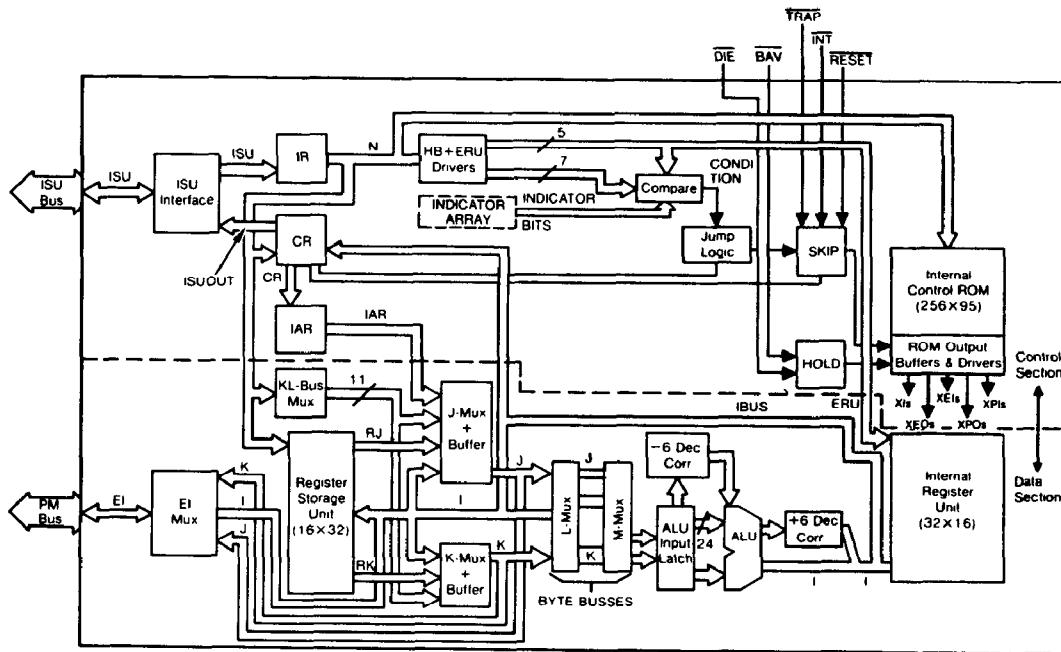 TRAP
INT
DIE BAV RESET
ISU
Bus
ISU
ISU
Interface
ISU
IR
N
HB+ERU
Drivers
5
7
Compare
CONDI
TION
INDICATOR
ARRAY
INDICATOR
BITS
Jump
Logic
SKIP
ISUOUT
CR
CR
IAR
IAR
Internal
Control ROM
(256×95)
ROM Output
Buffers & Drivers
HOLD
Control
Section
XIs
XEIs
XPIs
XEOs
XPOs
IBUS
ERU
KL-Bus
Mux
11
J-Mux
+
Buffer
RJ
Register
Storage
Unit
(16×32)
RK
K-Mux +
Buffer
PM
Bus
EI
EI
Mux
K
I
J
J
I
K
L-Mux
J
K
M-Mux
BYTE BUSSES
−6 Dec
Corr
ALU
Input
Latch
24
ALU
+6 Dec
Corr
I
I
Internal
Register
Unit
(32×16)
Data
Section